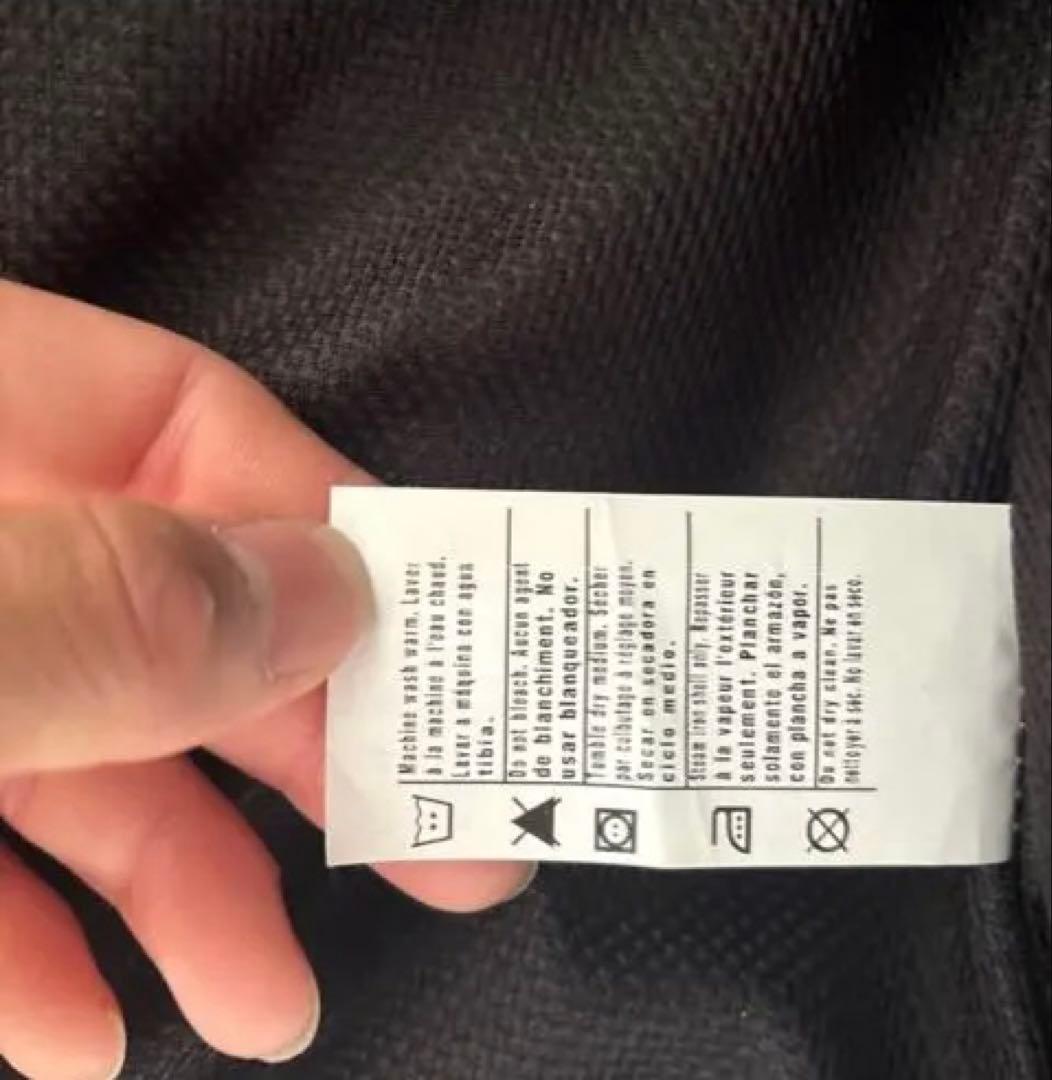 Machine wash warm. Laver
à la machine à l'eau chaud.
Lavar a máquina con agua
tibia.
Do not bleach. Aucun agent
de blanchiment. No
usar blanqueador.
Tumble dry medium. Sécher
par culbutage à réglage moyen.
Secar en secadora en
ciclo medio.
Steam iron shell only. Repasser
à la vapeur l'extérieur
seulement. Planchar
solamente el armazón,
con plancha a vapor.
Do not dry clean. Ne pas
nettoyer à sec. No lavar en seco.